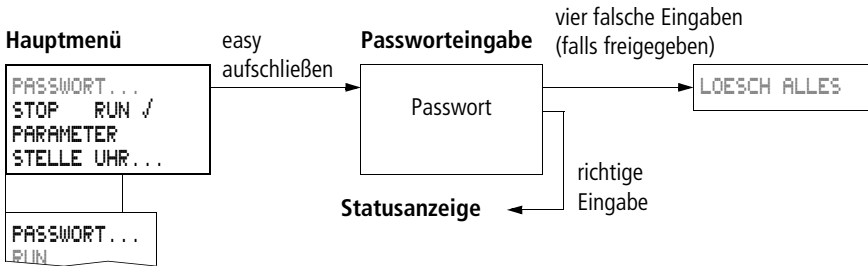 Hauptmenü
PASSWORT...
STOP RUN √
PARAMETER
STELLE UHR...
PASSWORT...
RUN
easy
aufschließen
Passworteingabe
Passwort
vier falsche Eingaben
(falls freigegeben)
LOESCH ALLES
richtige
Eingabe
Statusanzeige